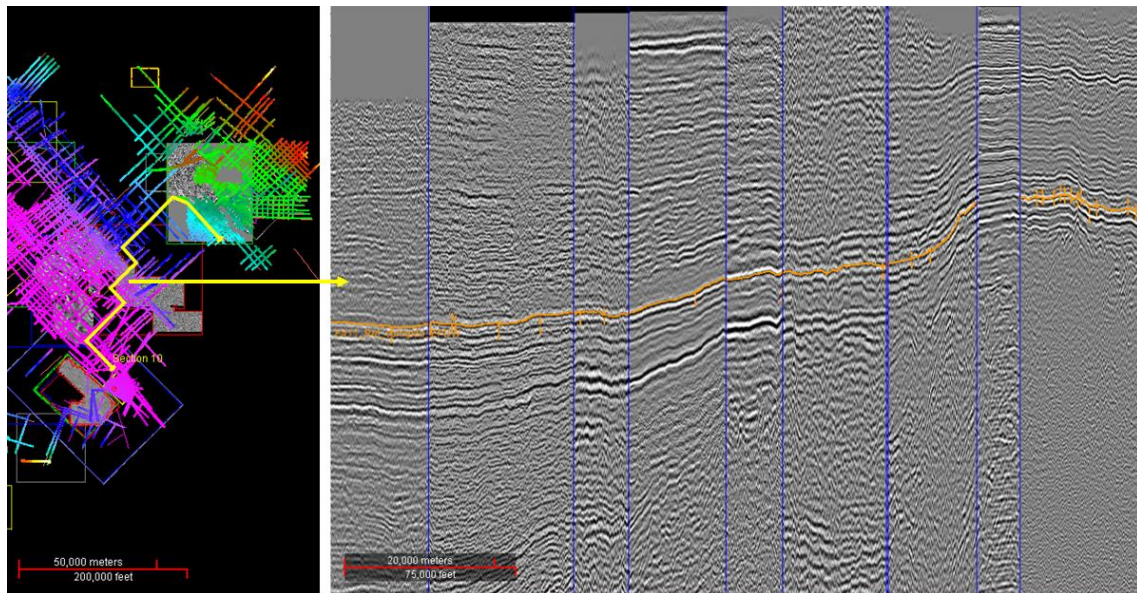 Section 10
50,000 meters
200,000 feet
20,000 meters
75,000 feet